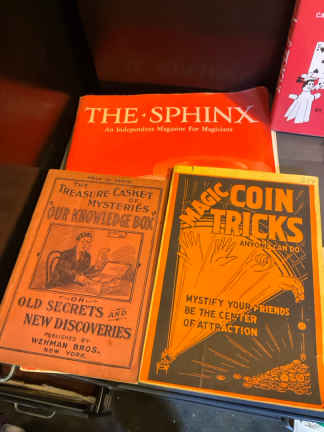 THE·SPHINX
An Independent Magazine For Magicians
THE
TREASURE CASKET
OF
MYSTERIES
OUR KNOWLEDGE BOX
OR
OLD SECRETS
AND
NEW DISCOVERIES
PUBLISHED BY
WEHMAN BROS.
NEW YORK.
MAGIC COIN
TRICKS
ANYONE CAN DO
MYSTIFY YOUR FRIENDS
BE THE CENTER
OF ATTRACTION